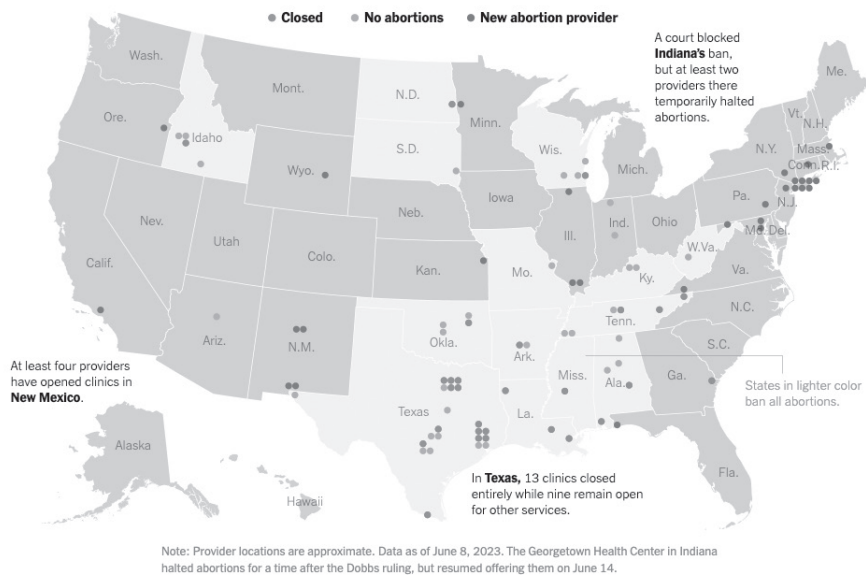 Closed
No abortions
New abortion provider
A court blocked
Indiana's ban,
but at least two
providers there
temporarily halted
abortions.
Wash.
Mont.
N.D.
Minn.
Me.
Vt.
N.H.
Ore.
Idaho
S.D.
Wis.
Mich.
N.Y.
Mass.
Conn.
R.I.
Wyo.
Iowa
Pa.
N.J.
Nev.
Neb.
Ill.
Ind.
Ohio
Md.
Del.
Utah
Colo.
W.Va.
Calif.
Kan.
Mo.
Ky.
Va.
Ariz.
N.M.
Okla.
Ark.
Tenn.
N.C.
S.C.
Miss.
Ala.
Ga.
At least four providers
have opened clinics in
New Mexico.
Texas
La.
States in lighter color
ban all abortions.
Alaska
Hawaii
Fla.
In Texas, 13 clinics closed
entirely while nine remain open
for other services.
Note: Provider locations are approximate. Data as of June 8, 2023. The Georgetown Health Center in Indiana
halted abortions for a time after the Dobbs ruling, but resumed offering them on June 14.